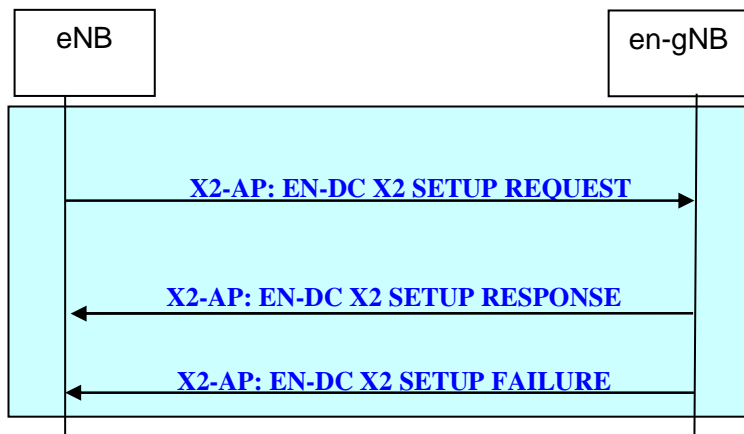 eNB
en-gNB
X2-AP: EN-DC X2 SETUP REQUEST
X2-AP: EN-DC X2 SETUP RESPONSE
X2-AP: EN-DC X2 SETUP FAILURE